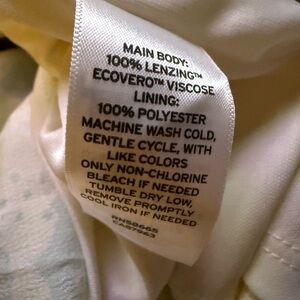 MAIN BODY:
100% LENZING™
ECOVERO™ VISCOSE
LINING:
100% POLYESTER
MACHINE WASH COLD,
GENTLE CYCLE, WITH
LIKE COLORS
ONLY NON-CHLORINE
BLEACH IF NEEDED
TUMBLE DRY LOW,
REMOVE PROMPTLY
COOL IRON IF NEEDED